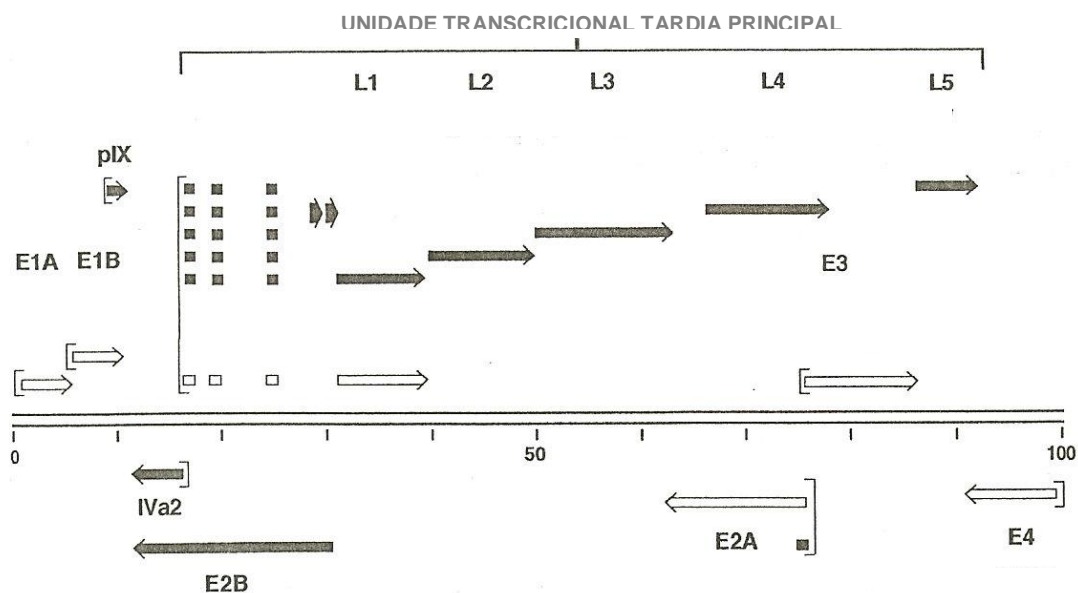 UNIDADE TRANSCRICIONAL TARDIA PRINCIPAL
L1 L2 L3 L4 L5
pIX
E1A E1B E3
0 50 100
IVa2
E2A E4
E2B